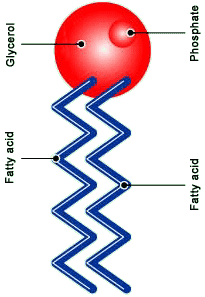 Glycerol
Phosphate
Fatty acid
Fatty acid